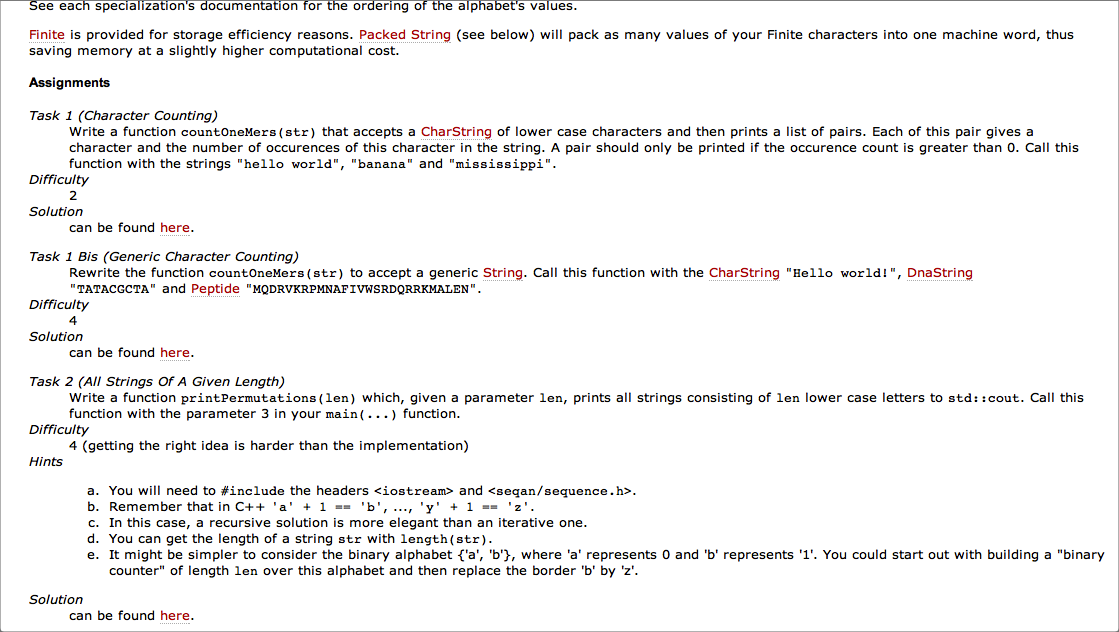 See each specialization's documentation for the ordering of the alphabet's values.
Finite is provided for storage efficiency reasons. Packed String (see below) will pack as many values of your Finite characters into one machine word, thus
saving memory at a slightly higher computational cost.
Assignments
Task 1 (Character Counting)
Write a function countOneMers(str) that accepts a CharString of lower case characters and then prints a list of pairs. Each of this pair gives a
character and the number of occurences of this character in the string. A pair should only be printed if the occurence count is greater than 0. Call this
function with the strings "hello world", "banana" and "mississippi".
Difficulty
2
Solution
can be found here.
Task 1 Bis (Generic Character Counting)
Rewrite the function countOneMers(str) to accept a generic String. Call this function with the CharString "Hello world!", DnaString
"TATACGCTA" and Peptide "MQDRVKRPMNAFIVWSRDQRRKMALEN".
Difficulty
4
Solution
can be found here.
Task 2 (All Strings Of A Given Length)
Write a function printPermutations(len) which, given a parameter len, prints all strings consisting of len lower case letters to std::cout. Call this
function with the parameter 3 in your main(...) function.
Difficulty
4 (getting the right idea is harder than the implementation)
Hints
a. You will need to #include the headers <iostream> and <seqan/sequence.h>.
b. Remember that in C++ 'a' + 1 == 'b', ..., 'y' + 1 == 'z'.
c. In this case, a recursive solution is more elegant than an iterative one.
d. You can get the length of a string str with length(str).
e. It might be simpler to consider the binary alphabet {'a', 'b'}, where 'a' represents 0 and 'b' represents '1'. You could start out with building a "binary
counter" of length len over this alphabet and then replace the border 'b' by 'z'.
Solution
can be found here.